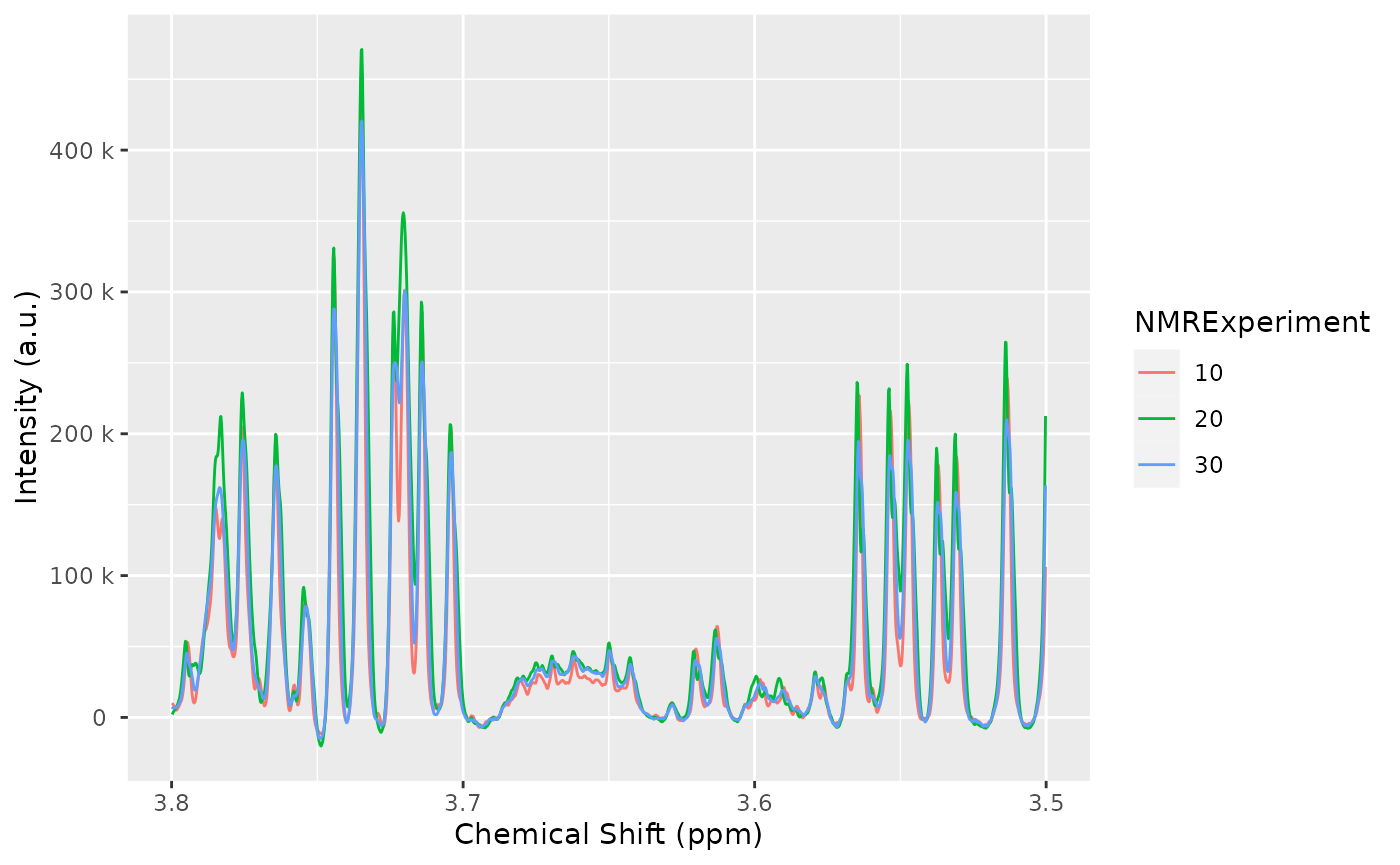 Intensity (a.u.)
400 k
300 k
200 k
100 k
0
3.8
3.7
3.6
3.5
Chemical Shift (ppm)
NMRExperiment
10
20
30